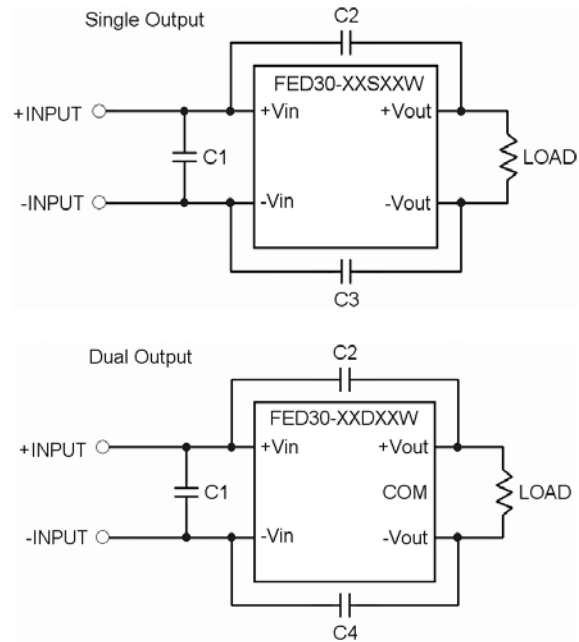 Single Output
C2
FED30-XXSXXW
+INPUT
+Vin
+Vout
C1
LOAD
-INPUT
-Vin
-Vout
C3
Dual Output
C2
FED30-XXDXXW
+INPUT
+Vin
+Vout
C1
COM
LOAD
-INPUT
-Vin
-Vout
C4